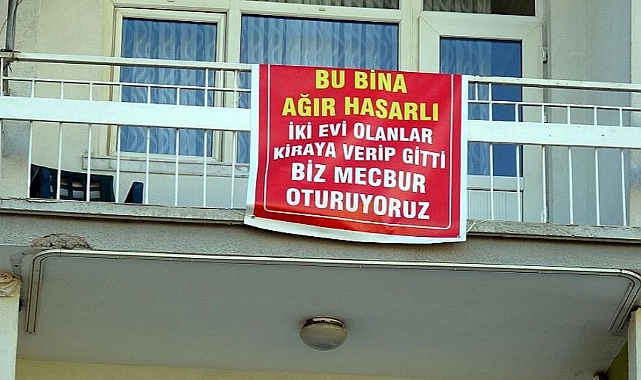 BU BİNA
AĞIR HASARLI
İKİ EVİ OLANLAR
KİRAYA VERİP GİTTİ
BİZ MECBUR
OTURUYORUZ